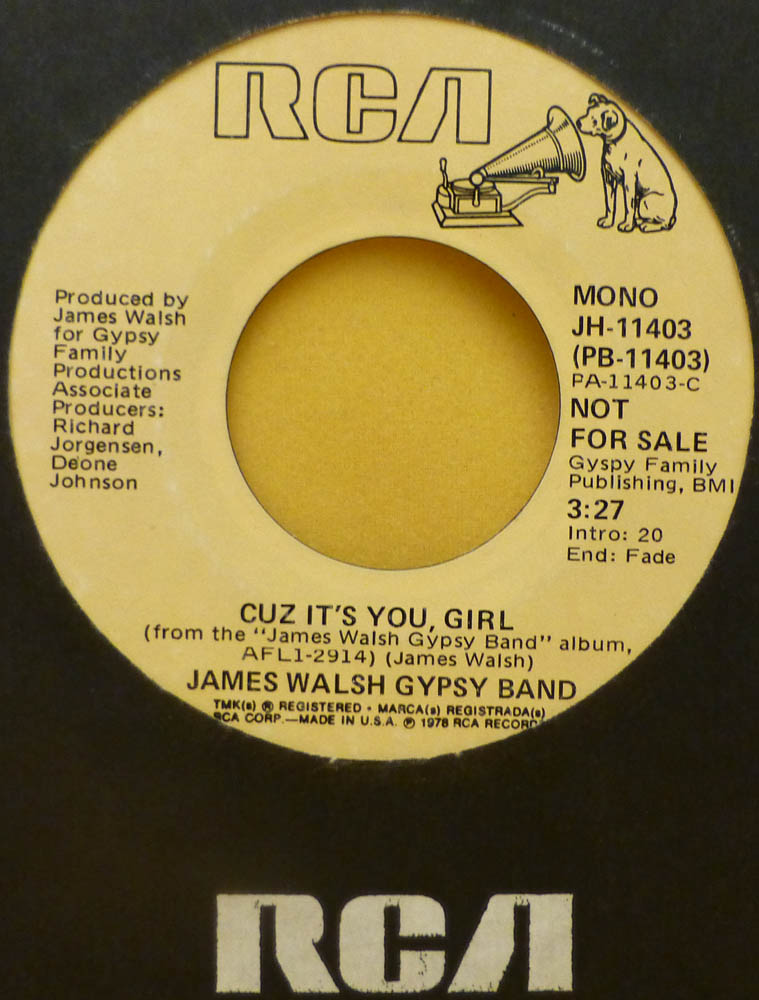 RCA
Produced by
James Walsh
for Gypsy
Family
Productions
Associate
Producers:
Richard
Jorgensen,
Deone
Johnson
MONO
JH-11403
(PB-11403)
PA-11403-C
NOT
FOR SALE
Gyspy Family
Publishing, BMI
3:27
Intro: 20
End: Fade
CUZ IT'S YOU, GIRL
(from the "James Walsh Gypsy Band" album,
AFL1-2914) (James Walsh)
JAMES WALSH GYPSY BAND
TMK(s) ® REGISTERED • MARCA(s) REGISTRADA(s)
RCA CORP.—MADE IN U.S.A. ℗ 1978 RCA RECORDS
RCA